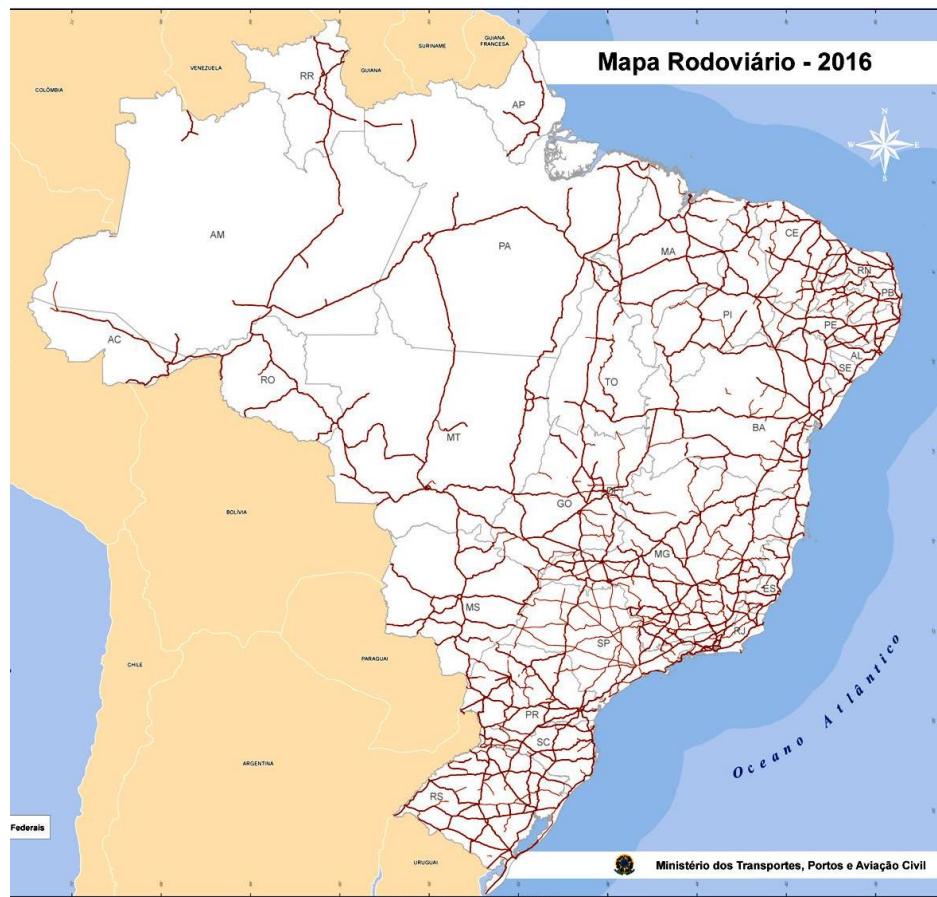 GUIANA
FRANCESA
SURINAME
VENEZUELA
GUIANA
COLÔMBIA
Mapa Rodoviário - 2016
RR
AP
N
W
E
S
AM
PA
MA
CE
RN
PB
PI
PE
AL
SE
AC
RO
TO
BA
MT
DF
GO
BOLÍVIA
MG
ES
MS
SP
RJ
PARAGUAI
CHILE
PR
SC
Oceano Atlântico
ARGENTINA
RS
Federais
URUGUAI
Ministério dos Transportes, Portos e Aviação Civil